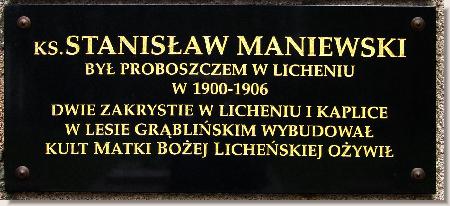 KS. STANISŁAW MANIEWSKI
BYŁ PROBOSZCZEM W LICHENIU
W 1900-1906
DWIE ZAKRYSTIE W LICHENIU I KAPLICE
W LESIE GRĄBLIŃSKIM WYBUDOWAŁ
KULT MATKI BOŻEJ LICHEŃSKIEJ OŻYWIŁ